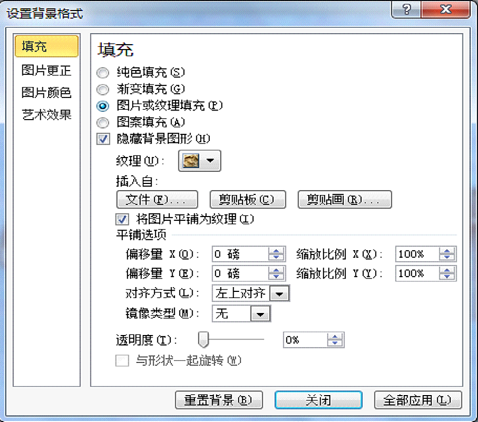 设置背景格式
填充
图片更正
图片颜色
艺术效果
填充
纯色填充(S)
渐变填充(G)
图片或纹理填充(P)
图案填充(A)
隐藏背景图形(H)
纹理(U):
插入自:
文件(F)... 剪贴板(C) 剪贴画(R)...
将图片平铺为纹理(I)
平铺选项
偏移量 X(O): 0 磅 缩放比例 X(X): 100%
偏移量 Y(E): 0 磅 缩放比例 Y(Y): 100%
对齐方式(L): 左上对齐
镜像类型(M): 无
透明度(T): 0%
与形状一起旋转(W)
重置背景(B) 关闭 全部应用(L)